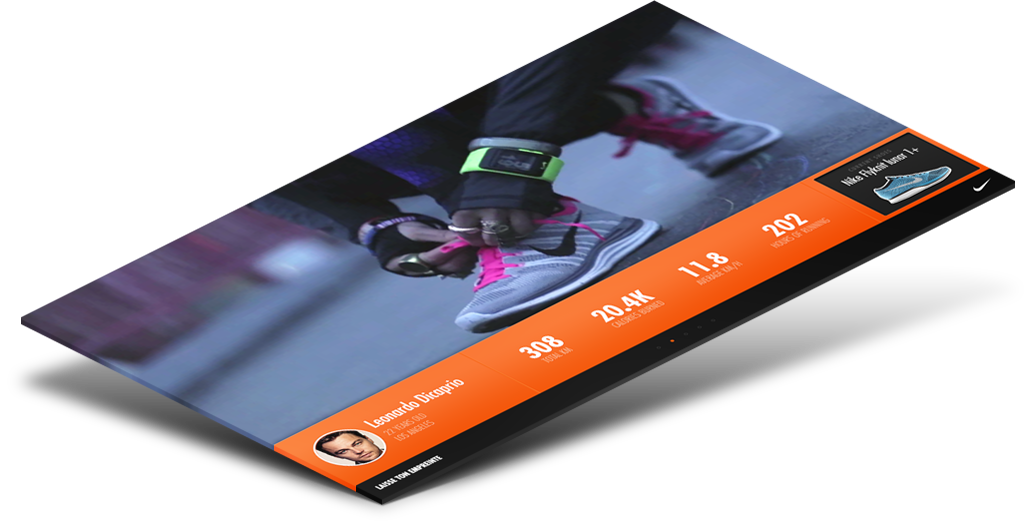 Leonardo Dicaprio
27 YEARS OLD
LOS ANGELES
308
TOTAL KM
20.4K
CALORIES BURNED
11.8
AVERAGE KM/H
202
HOURS OF RUNNING
Nike Flyknit Lunar 1+
LAISSE TON EMPREINTE